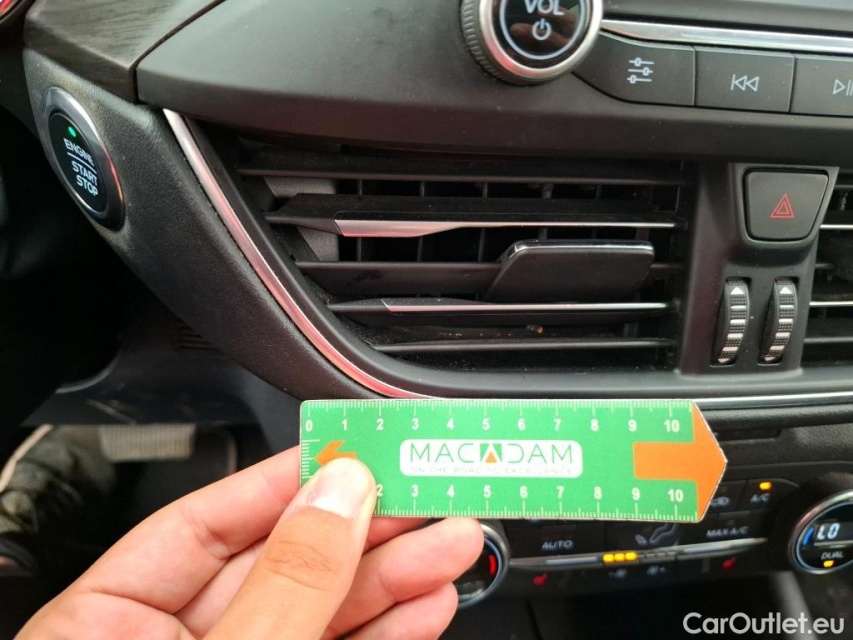 VOL
ENGINE
START
STOP
0 1 2 3 4 5 6 7 8 9 10
MACADAM
ON THE ROAD TO EXCELLENCE
2 3 4 5 6 7 8 9 10
A/C
AUTO
MAX A/C
LO
DUAL
CarOutlet.eu